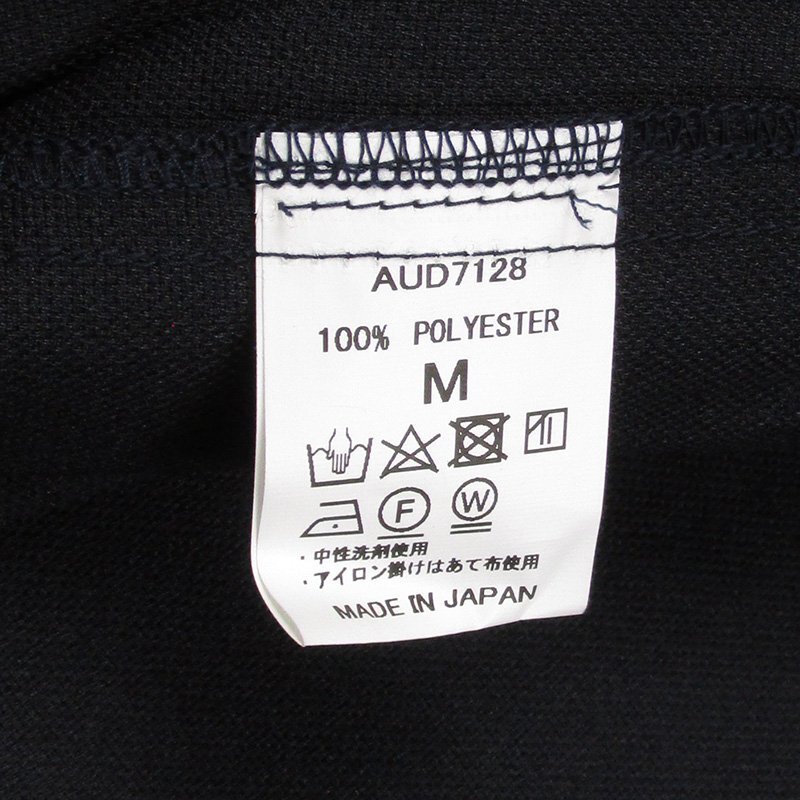 AUD7128
100% POLYESTER
M
F W
・中性洗剤使用
・アイロン掛けはあて布使用
MADE IN JAPAN